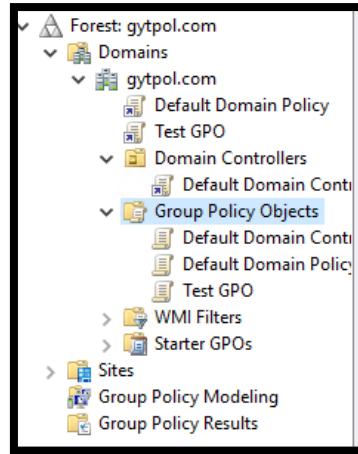 Forest: gytpol.com
Domains
gytpol.com
Default Domain Policy
Test GPO
Domain Controllers
Default Domain Contr
Group Policy Objects
Default Domain Contr
Default Domain Policy
Test GPO
WMI Filters
Starter GPOs
Sites
Group Policy Modeling
Group Policy Results